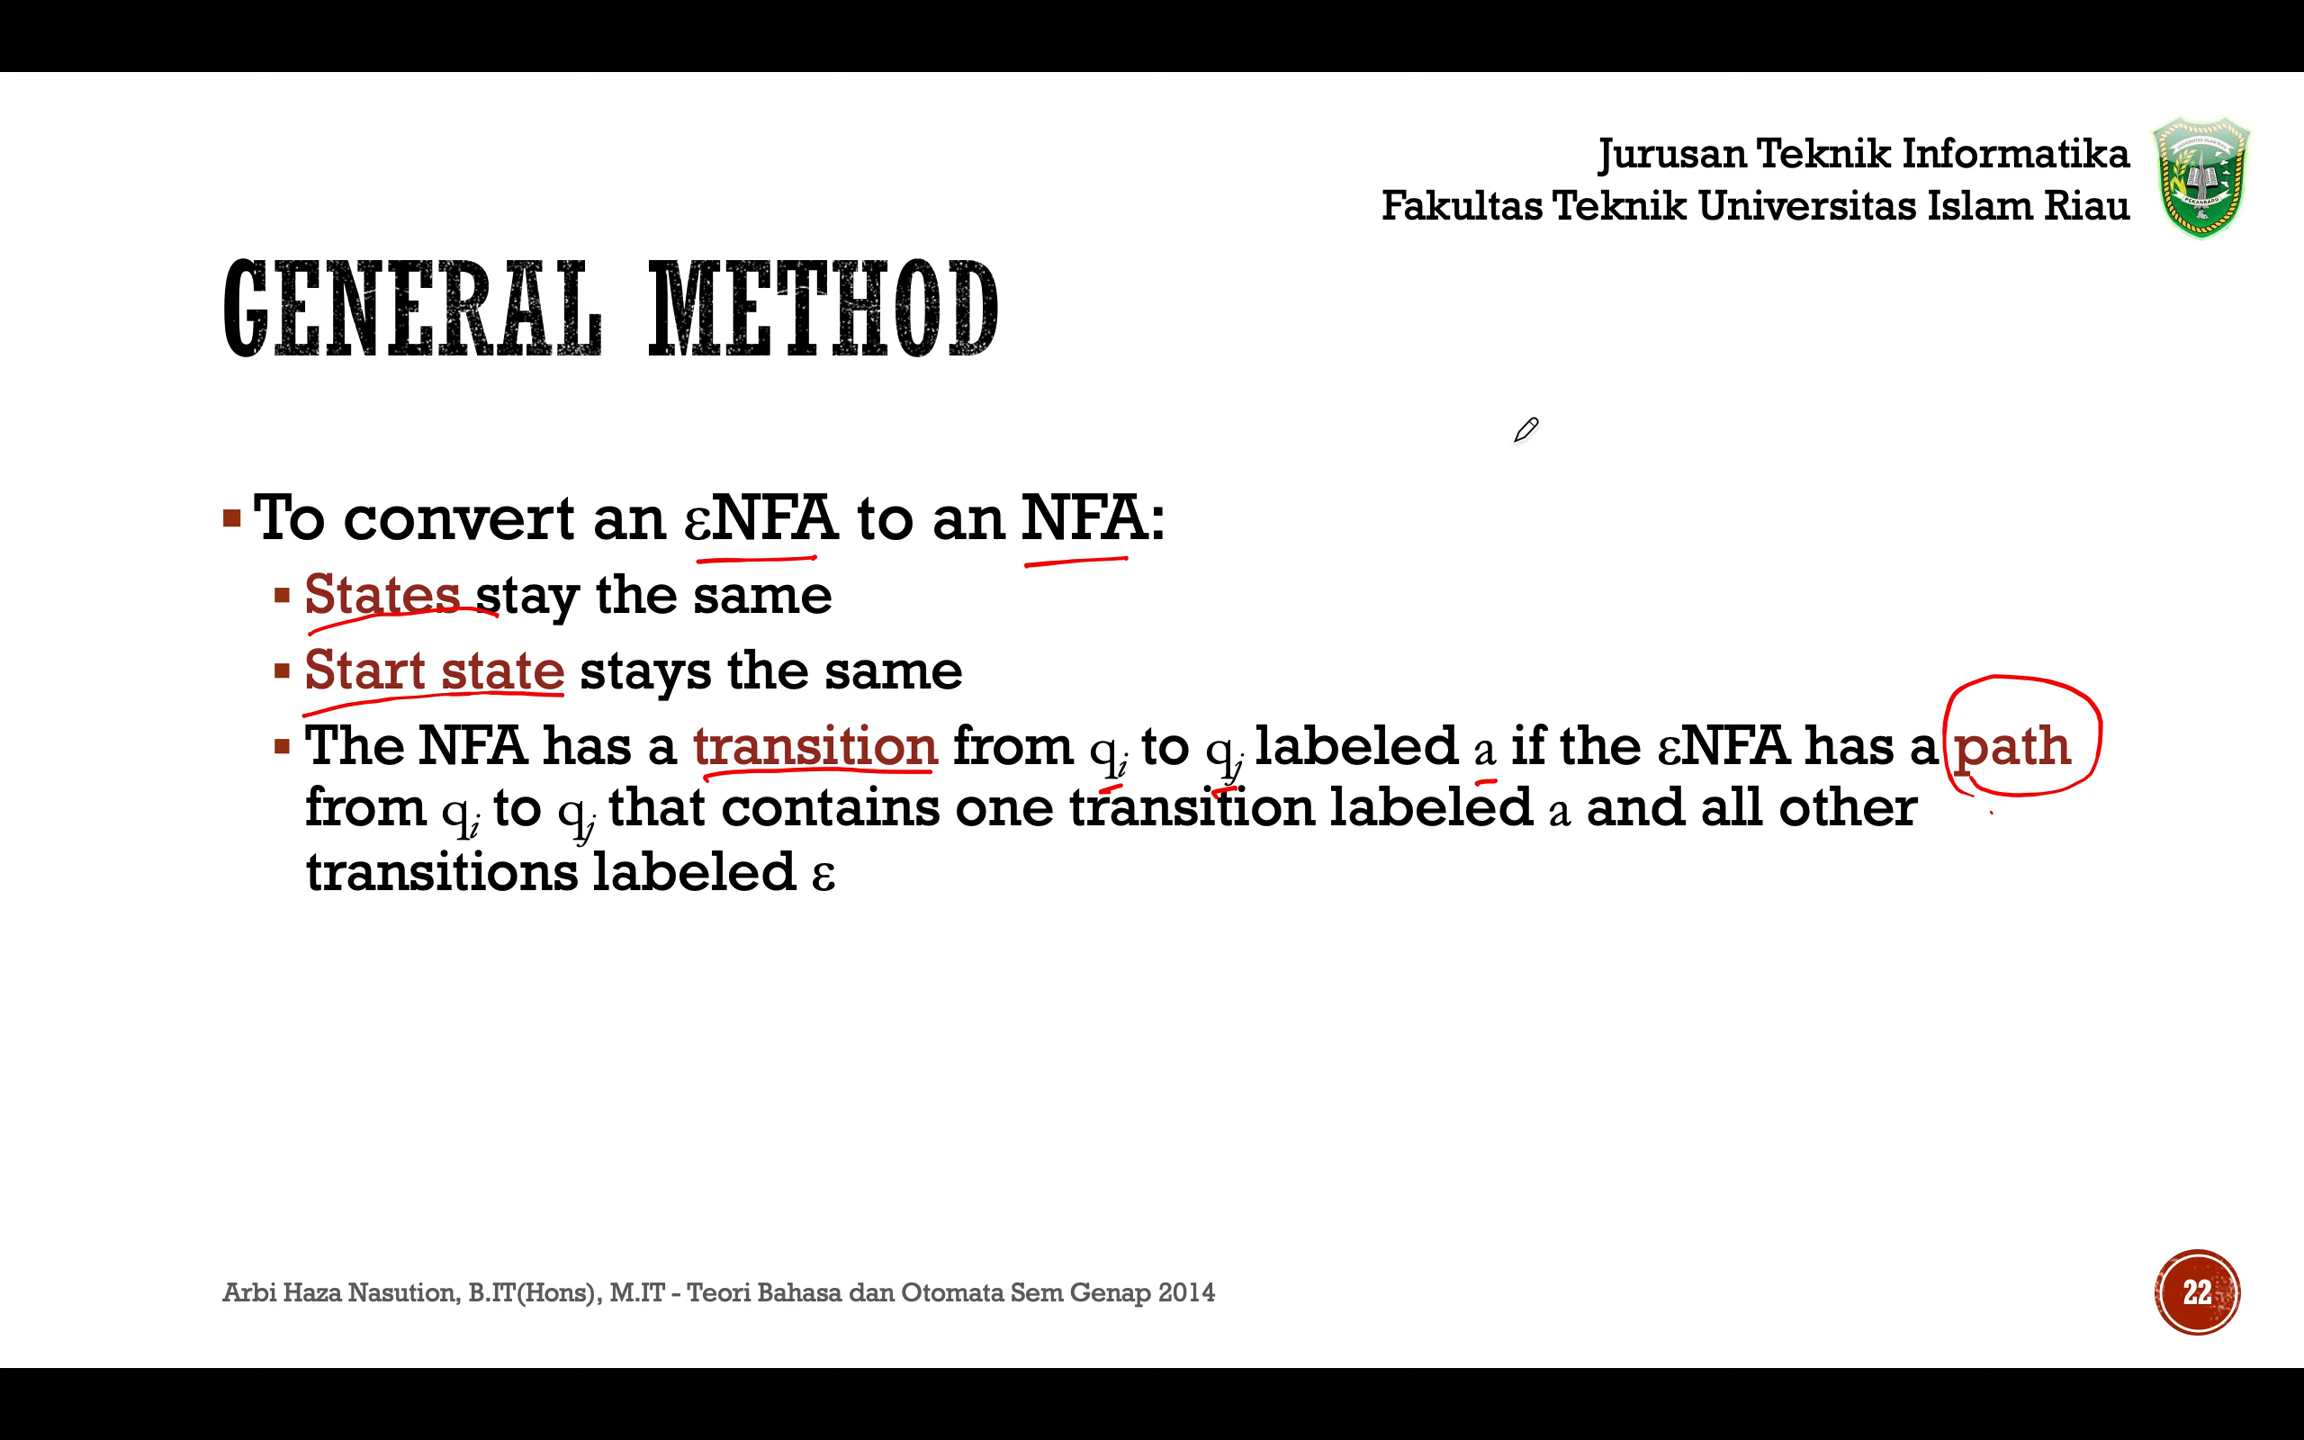 Jurusan Teknik Informatika
Fakultas Teknik Universitas Islam Riau
GENERAL METHOD
To convert an εNFA to an NFA:
States stay the same
Start state stays the same
The NFA has a transition from qi to qj labeled a if the εNFA has a path
from qi to qj that contains one transition labeled a and all other
transitions labeled ε
Arbi Haza Nasution, B.IT(Hons), M.IT - Teori Bahasa dan Otomata Sem Genap 2014
22